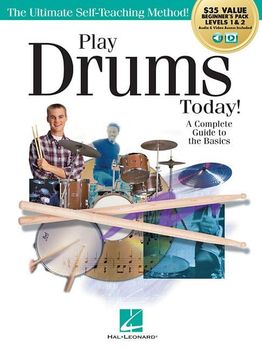 The Ultimate Self-Teaching Method!
$35 VALUE
BEGINNER'S PACK
LEVELS 1 & 2
Audio & Video Access Included!
Play
Drums
Today!
A Complete
Guide to
the Basics
HAL•LEONARD®